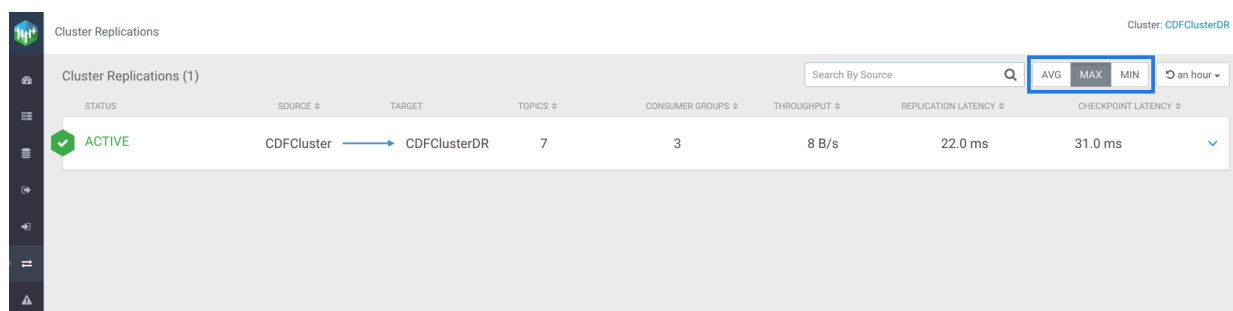 Cluster Replications
Cluster: CDFClusterDR
Cluster Replications (1)
Search By Source
AVG MAX MIN
an hour
STATUS SOURCE TARGET TOPICS CONSUMER GROUPS THROUGHPUT REPLICATION LATENCY CHECKPOINT LATENCY
ACTIVE CDFCluster CDFClusterDR 7 3 8 B/s 22.0 ms 31.0 ms